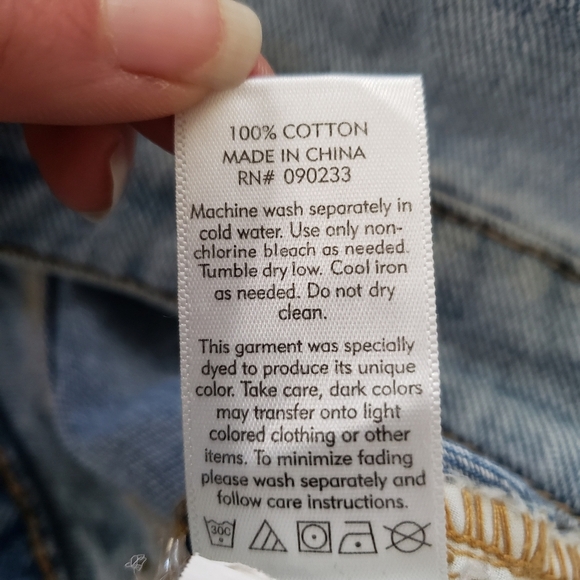 100% COTTON
MADE IN CHINA
RN# 090233
Machine wash separately in
cold water. Use only non-
chlorine bleach as needed.
Tumble dry low. Cool iron
as needed. Do not dry
clean.
This garment was specially
dyed to produce its unique
color. Take care, dark colors
may transfer onto light
colored clothing or other
items. To minimize fading
please wash separately and
follow care instructions.
30C